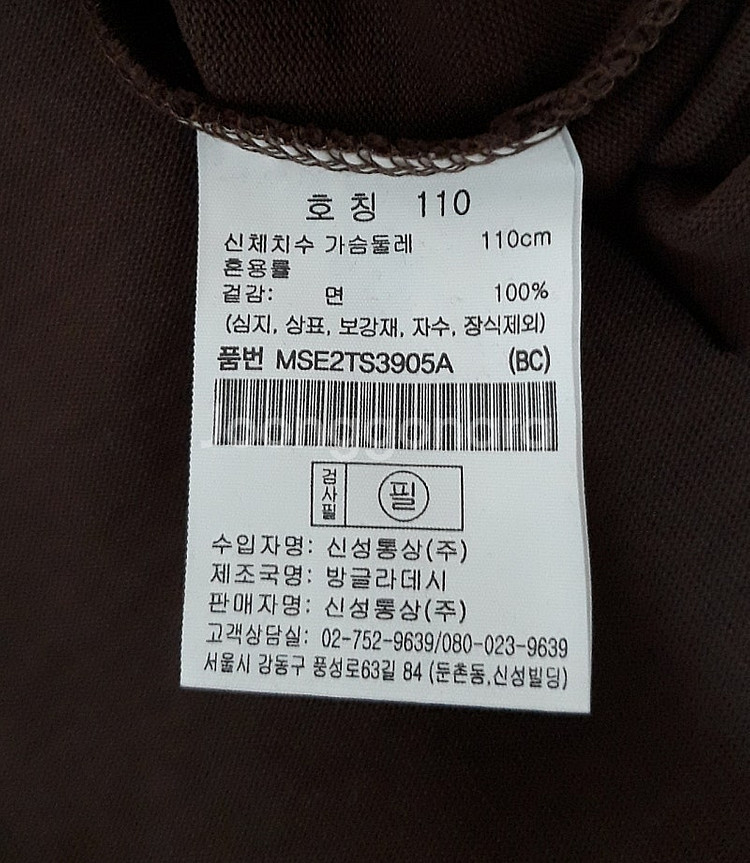 호칭 110
신체치수 가슴둘레 110cm
혼용률
겉감: 면 100%
(심지, 상표, 보강재, 자수, 장식제외)
품번 MSE2TS3905A (BC)
joonggonara
검사필 필
수입자명: 신성통상(주)
제조국명: 방글라데시
판매자명: 신성통상(주)
고객상담실: 02-752-9639/080-023-9639
서울시 강동구 풍성로63길 84 (둔촌동,신성빌딩)